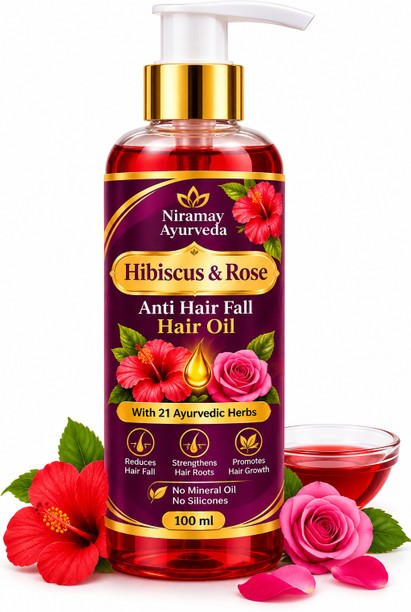 Niramay
Ayurveda
Hibiscus & Rose
Anti Hair Fall
Hair Oil
With 21 Ayurvedic Herbs
Reduces
Hair Fall
Strengthens
Hair Roots
Promotes
Hair Growth
No Mineral Oil
No Silicones
100 ml